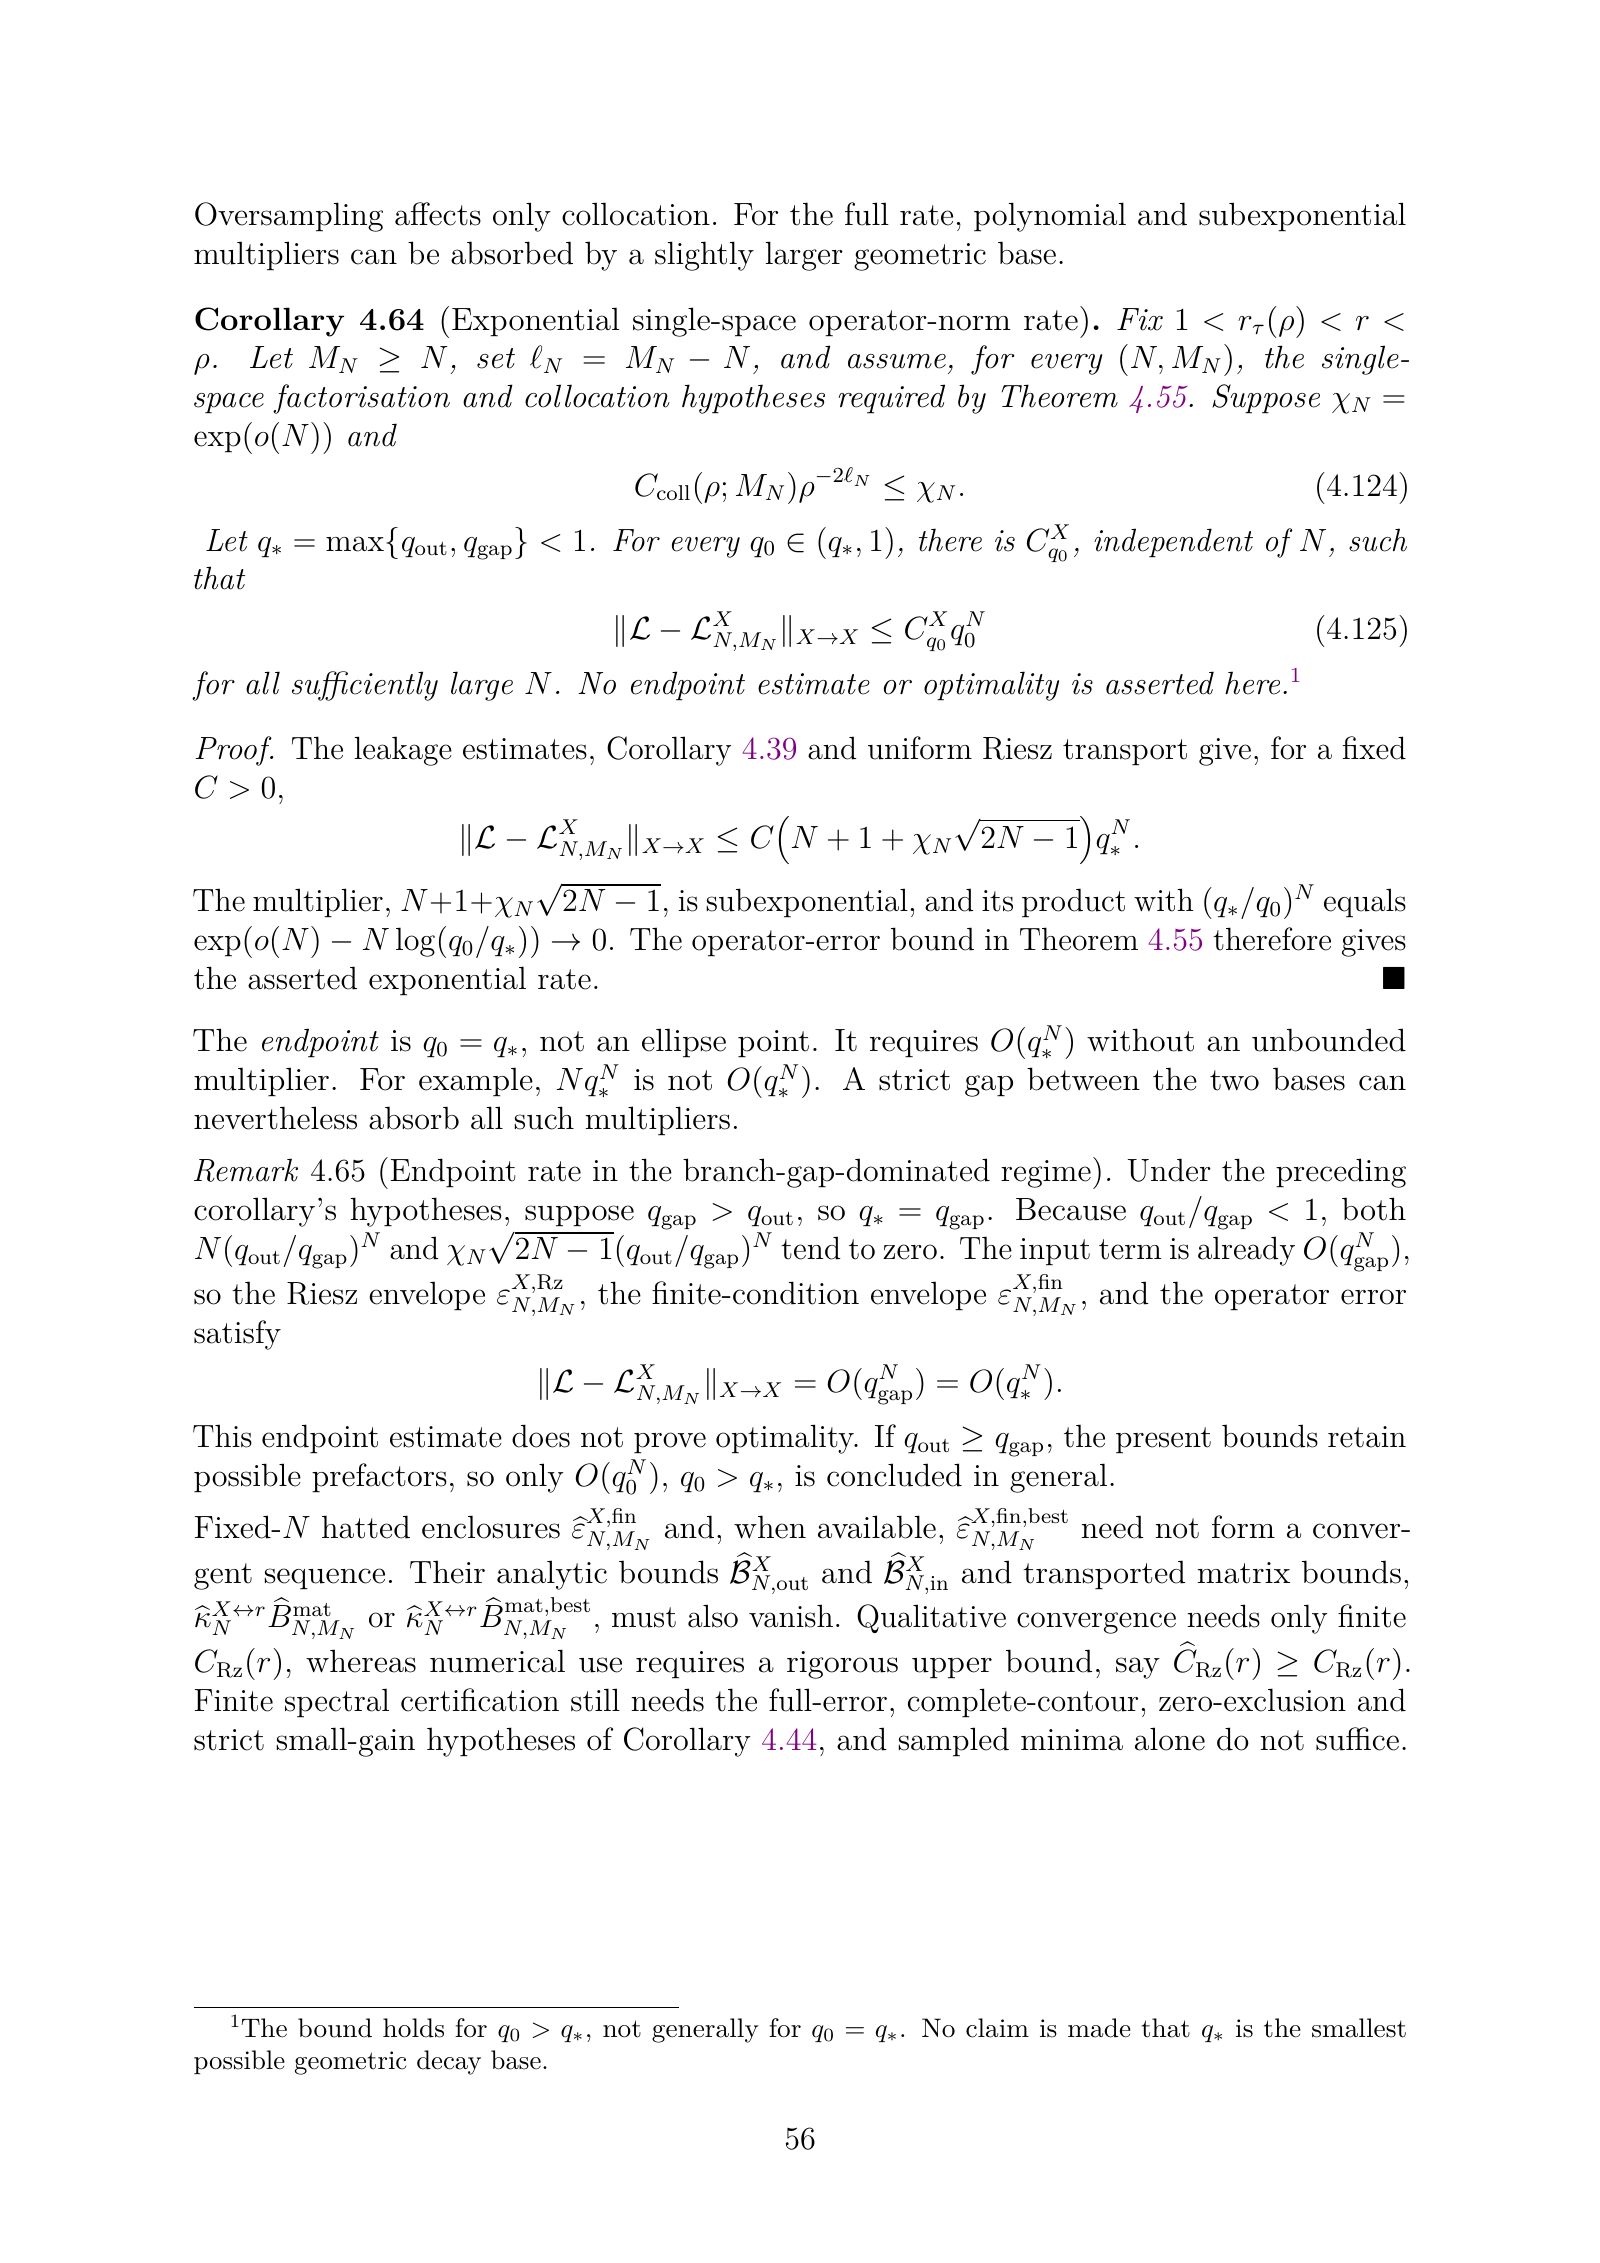 Oversampling affects only collocation. For the full rate, polynomial and subexponential
multipliers can be absorbed by a slightly larger geometric base.
Corollary 4.64 (Exponential single-space operator-norm rate). Fix 1 < r_τ(ρ) < r <
ρ. Let M_N ≥ N, set ℓ_N = M_N − N, and assume, for every (N, M_N), the single-
space factorisation and collocation hypotheses required by Theorem 4.55. Suppose χ_N =
exp(o(N)) and
C_coll(ρ; M_N)ρ^{−2ℓ_N} ≤ χ_N. (4.124)
Let q_* = max{q_out, q_gap} < 1. For every q_0 ∈ (q_*, 1), there is C^X_{q_0}, independent of N, such
that
‖ℒ − ℒ^X_{N,M_N}‖_{X→X} ≤ C^X_{q_0} q_0^N (4.125)
for all sufficiently large N. No endpoint estimate or optimality is asserted here.¹
Proof. The leakage estimates, Corollary 4.39 and uniform Riesz transport give, for a fixed
C > 0,
‖ℒ − ℒ^X_{N,M_N}‖_{X→X} ≤ C(N + 1 + χ_N√(2N − 1))q_*^N.
The multiplier, N+1+χ_N√(2N − 1), is subexponential, and its product with (q_*/q_0)^N equals
exp(o(N) − N log(q_0/q_*)) → 0. The operator-error bound in Theorem 4.55 therefore gives
the asserted exponential rate. ■
The endpoint is q_0 = q_*, not an ellipse point. It requires O(q_*^N) without an unbounded
multiplier. For example, Nq_*^N is not O(q_*^N). A strict gap between the two bases can
nevertheless absorb all such multipliers.
Remark 4.65 (Endpoint rate in the branch-gap-dominated regime). Under the preceding
corollary's hypotheses, suppose q_gap > q_out, so q_* = q_gap. Because q_out/q_gap < 1, both
N(q_out/q_gap)^N and χ_N√(2N − 1)(q_out/q_gap)^N tend to zero. The input term is already O(q_gap^N),
so the Riesz envelope ε^{X,Rz}_{N,M_N}, the finite-condition envelope ε^{X,fin}_{N,M_N}, and the operator error
satisfy
‖ℒ − ℒ^X_{N,M_N}‖_{X→X} = O(q_gap^N) = O(q_*^N).
This endpoint estimate does not prove optimality. If q_out ≥ q_gap, the present bounds retain
possible prefactors, so only O(q_0^N), q_0 > q_*, is concluded in general.
Fixed-N hatted enclosures ε̂^{X,fin}_{N,M_N} and, when available, ε̂^{X,fin,best}_{N,M_N} need not form a conver-
gent sequence. Their analytic bounds ℬ̂^X_{N,out} and ℬ̂^X_{N,in} and transported matrix bounds,
κ̂_N^{X↔r} B̂^{mat}_{N,M_N} or κ̂_N^{X↔r} B̂^{mat,best}_{N,M_N}, must also vanish. Qualitative convergence needs only finite
C_Rz(r), whereas numerical use requires a rigorous upper bound, say Ĉ_Rz(r) ≥ C_Rz(r).
Finite spectral certification still needs the full-error, complete-contour, zero-exclusion and
strict small-gain hypotheses of Corollary 4.44, and sampled minima alone do not suffice.
¹The bound holds for q_0 > q_*, not generally for q_0 = q_*. No claim is made that q_* is the smallest
possible geometric decay base.
56